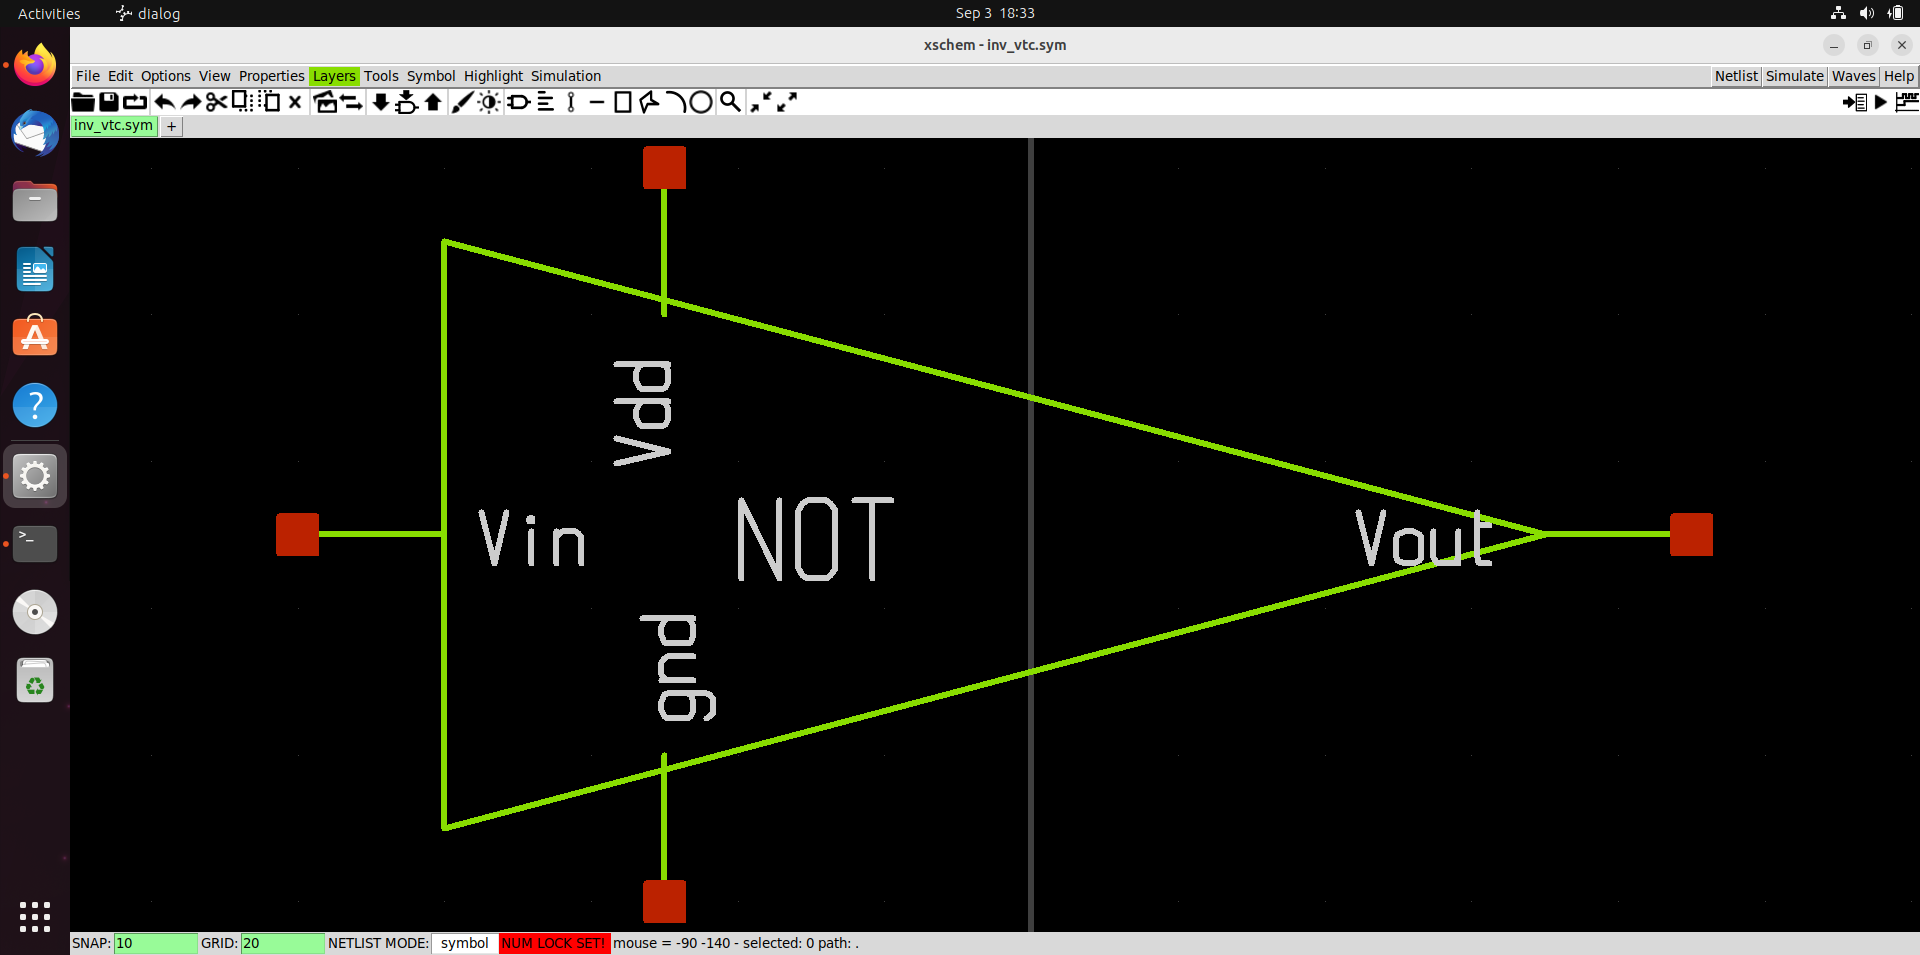 Activities dialog Sep 3 18:33
xschem - inv_vtc.sym
File Edit Options View Properties Layers Tools Symbol Highlight Simulation Netlist Simulate Waves Help
inv_vtc.sym +
Vdd
Vin NOT Vout
gnd
SNAP: 10 GRID: 20 NETLIST MODE: symbol NUM LOCK SET! mouse = -90 -140 - selected: 0 path: .